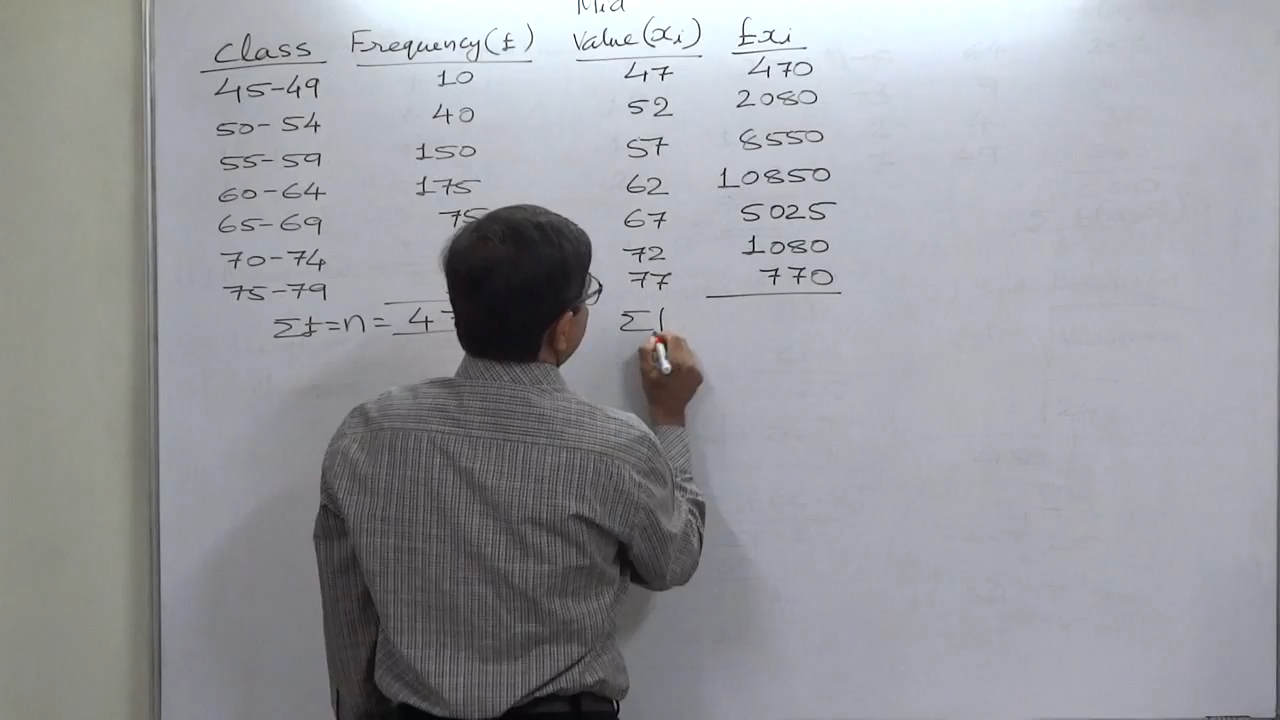 Mid
Class Frequency (f) Value (xi) fxi
45-49 10 47 470
50-54 40 52 2080
55-59 150 57 8550
60-64 175 62 10850
65-69 75 67 5025
70-74 72 1080
75-79 77 770
Σf=n= 4 Σ